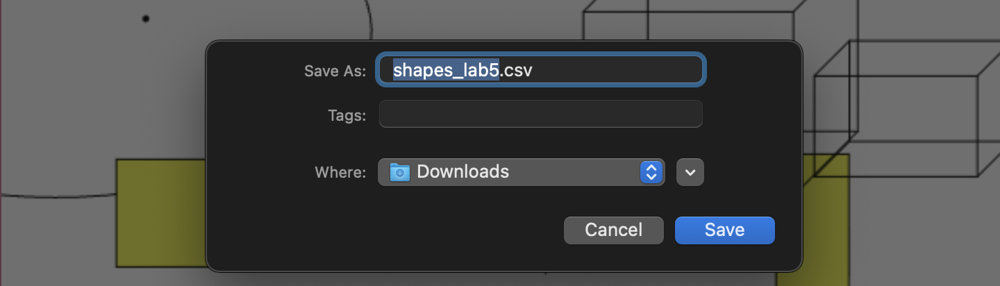 Save As: shapes_lab5.csv
Tags:
Where: Downloads
Cancel Save